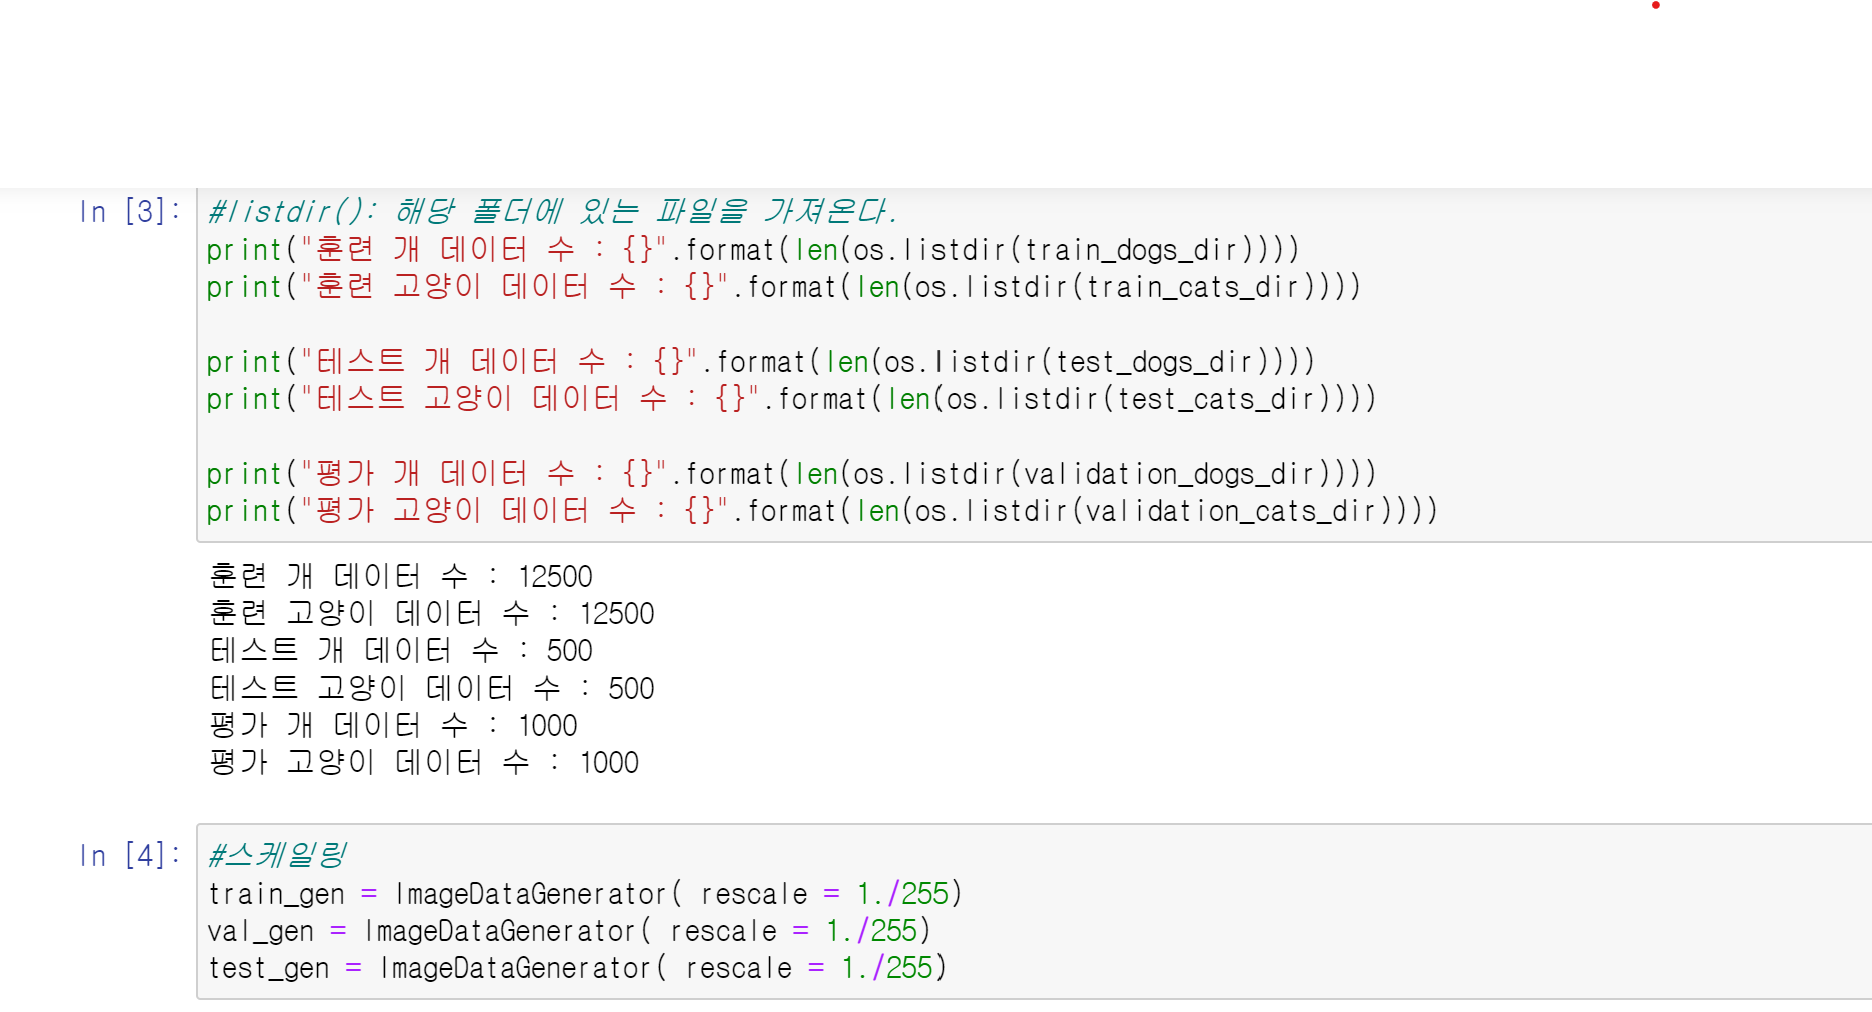 In [3]:
#listdir(): 해당 폴더에 있는 파일을 가져온다.
print("훈련 개 데이터 수 : {}".format(len(os.listdir(train_dogs_dir))))
print("훈련 고양이 데이터 수 : {}".format(len(os.listdir(train_cats_dir))))
print("테스트 개 데이터 수 : {}".format(len(os.listdir(test_dogs_dir))))
print("테스트 고양이 데이터 수 : {}".format(len(os.listdir(test_cats_dir))))
print("평가 개 데이터 수 : {}".format(len(os.listdir(validation_dogs_dir))))
print("평가 고양이 데이터 수 : {}".format(len(os.listdir(validation_cats_dir))))
훈련 개 데이터 수 : 12500
훈련 고양이 데이터 수 : 12500
테스트 개 데이터 수 : 500
테스트 고양이 데이터 수 : 500
평가 개 데이터 수 : 1000
평가 고양이 데이터 수 : 1000
In [4]:
#스케일링
train_gen = ImageDataGenerator( rescale = 1./255)
val_gen = ImageDataGenerator( rescale = 1./255)
test_gen = ImageDataGenerator( rescale = 1./255)